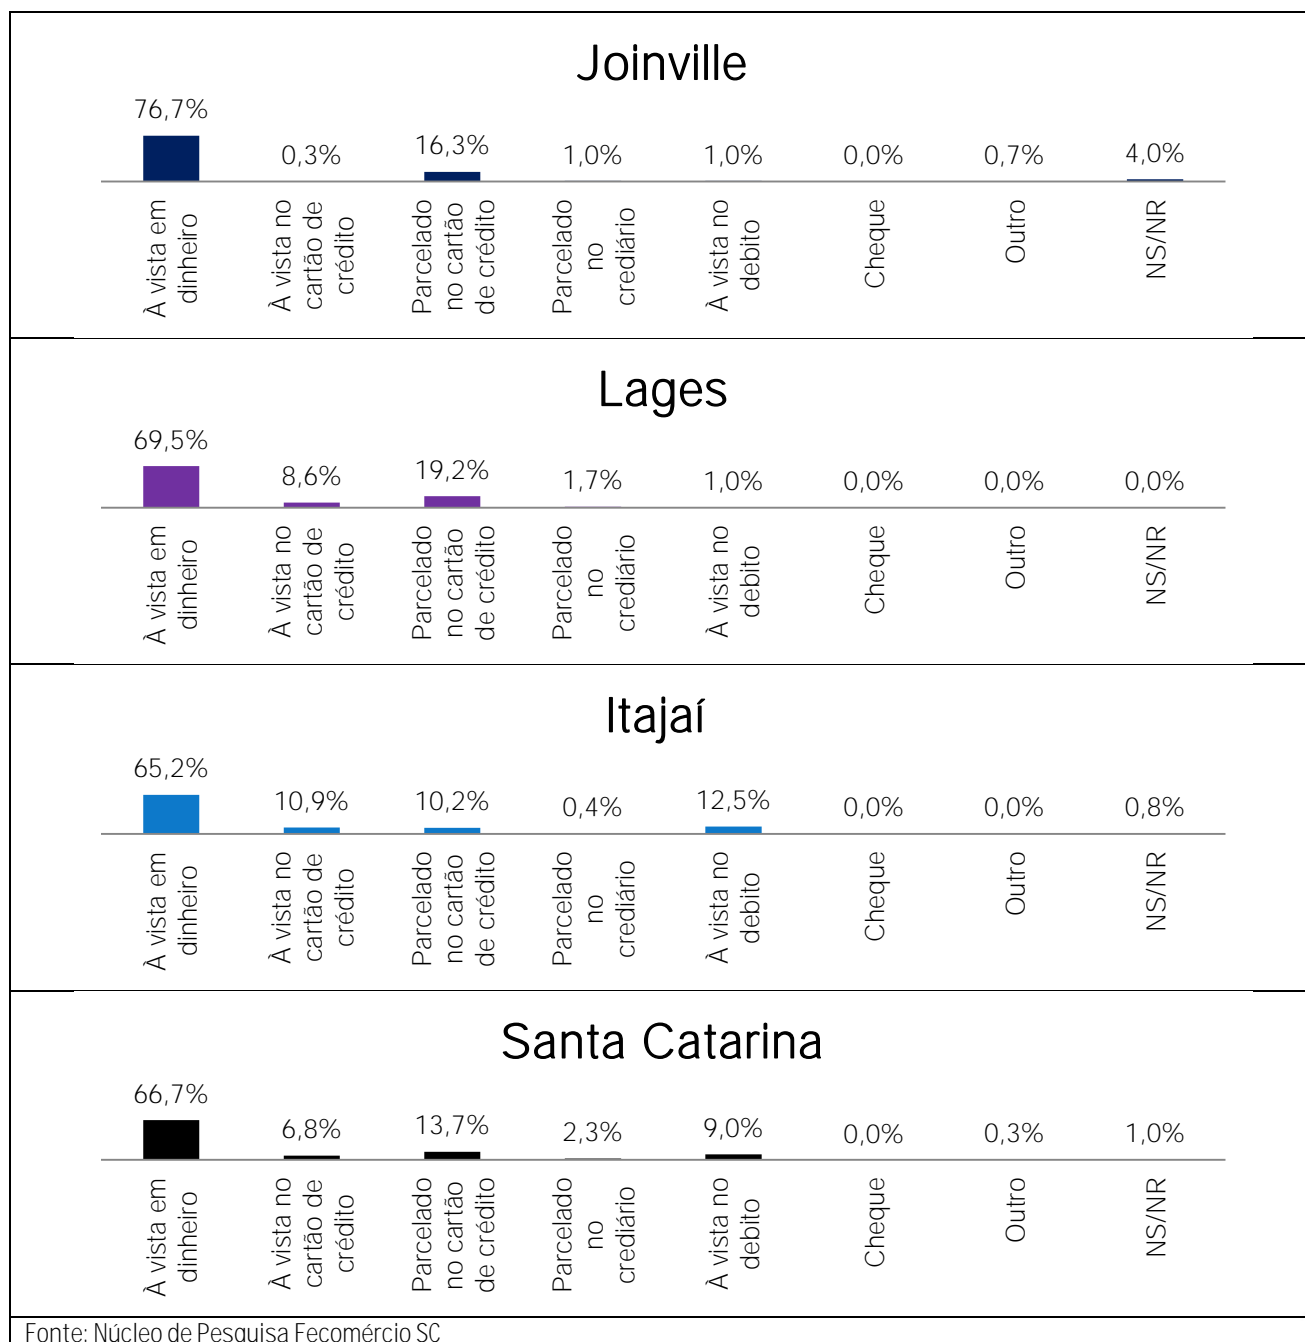 Joinville
76,7%
0,3%
16,3%
1,0%
1,0%
0,0%
0,7%
4,0%
À vista em
dinheiro
À vista no
cartão de
crédito
Parcelado
no cartão
de crédito
Parcelado
no
crediário
À vista no
debito
Cheque
Outro
NS/NR
Lages
69,5%
8,6%
19,2%
1,7%
1,0%
0,0%
0,0%
0,0%
À vista em
dinheiro
À vista no
cartão de
crédito
Parcelado
no cartão
de crédito
Parcelado
no
crediário
À vista no
debito
Cheque
Outro
NS/NR
Itajaí
65,2%
10,9%
10,2%
0,4%
12,5%
0,0%
0,0%
0,8%
À vista em
dinheiro
À vista no
cartão de
crédito
Parcelado
no cartão
de crédito
Parcelado
no
crediário
À vista no
debito
Cheque
Outro
NS/NR
Santa Catarina
66,7%
6,8%
13,7%
2,3%
9,0%
0,0%
0,3%
1,0%
À vista em
dinheiro
À vista no
cartão de
crédito
Parcelado
no cartão
de crédito
Parcelado
no
crediário
À vista no
debito
Cheque
Outro
NS/NR
Fonte: Núcleo de Pesquisa Fecomércio SC